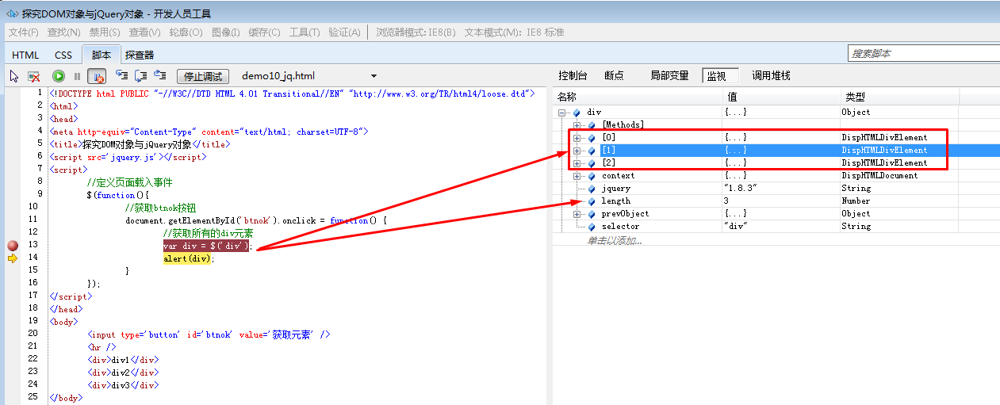 探究DOM对象与jQuery对象 - 开发人员工具
文件(F) 查找(N) 禁用(S) 查看(V) 轮廓(O) 图像(I) 缓存(C) 工具(T) 验证(A) 浏览器模式: IE8(B) 文本模式(M): IE8 标准
HTML CSS 脚本 探查器
搜索脚本
停止调试 demo10_jq.html
1 <!DOCTYPE html PUBLIC "-//W3C//DTD HTML 4.01 Transitional//EN" "http://www.w3.org/TR/html4/loose.dtd">
2 <html>
3 <head>
4 <meta http-equiv="Content-Type" content="text/html; charset=UTF-8">
5 <title>探究DOM对象与jQuery对象</title>
6 <script src='jquery.js'></script>
7 <script>
8 //定义页面载入事件
9 $(function(){
10 //获取btnok按钮
11 document.getElementById('btnok').onclick = function() {
12 //获取所有的div元素
13 var div = $('div');
14 alert(div);
15 }
16 });
17 </script>
18 </head>
19 <body>
20 <input type='button' id='btnok' value='获取元素' />
21 <hr />
22 <div>div1</div>
23 <div>div2</div>
24 <div>div3</div>
25 </body>
控制台 断点 局部变量 监视 调用堆栈
名称 值 类型
div {...} Object
[Methods]
[0] {...} DispHTMLDivElement
[1] {...} DispHTMLDivElement
[2] {...} DispHTMLDivElement
context {...} DispHTMLDocument
jquery "1.8.3" String
length 3 Number
prevObject {...} Object
selector "div" String
单击以添加...